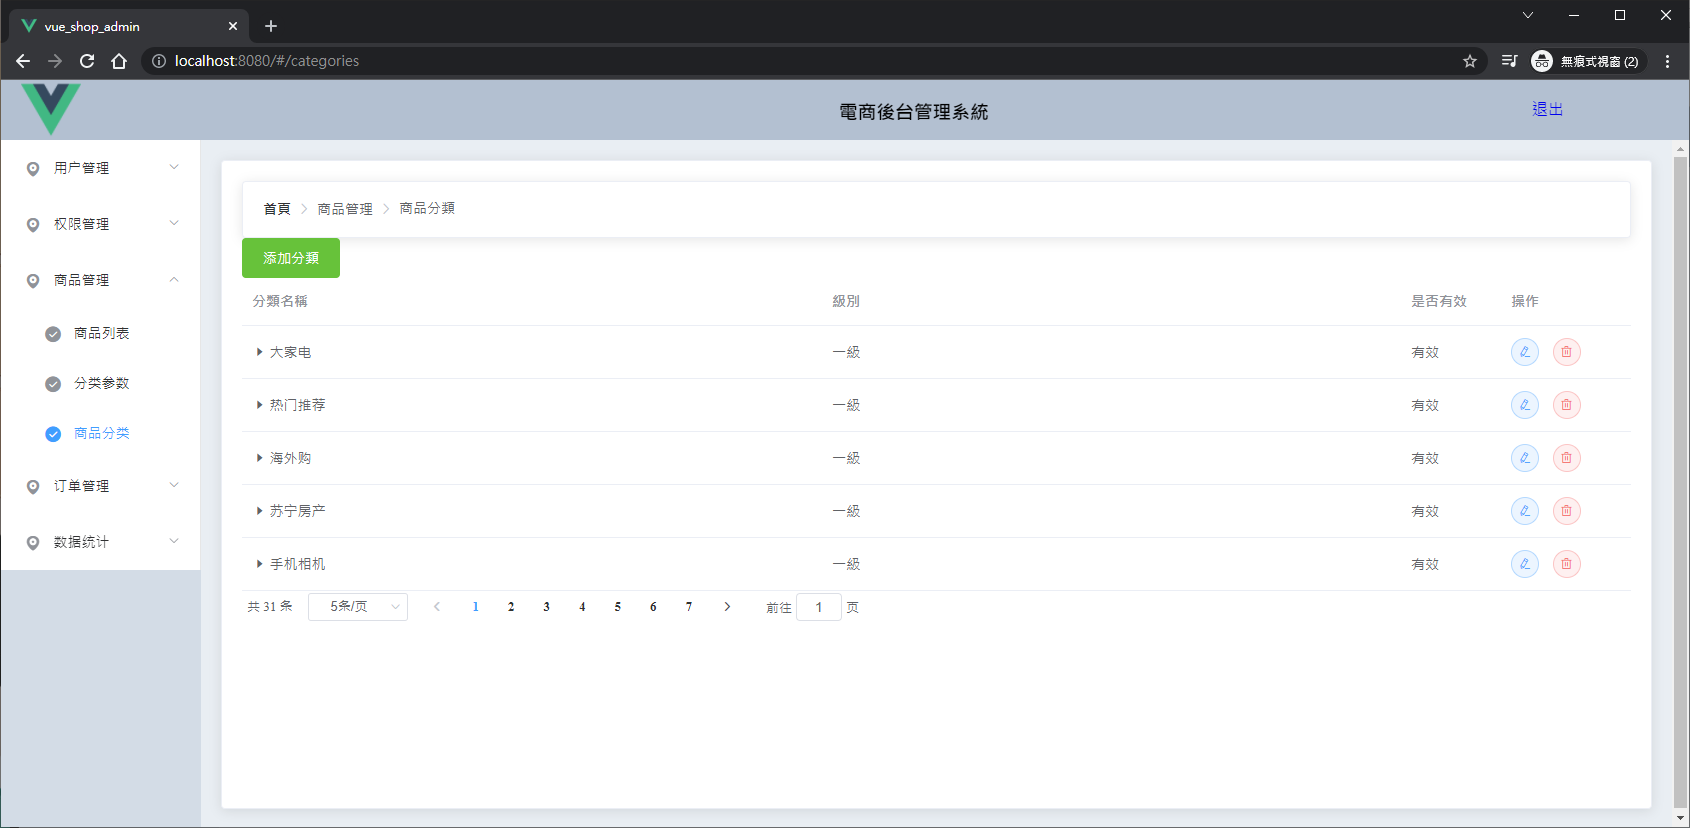 vue_shop_admin
localhost:8080/#/categories
無痕式視窗 (2)
電商後台管理系統
退出
用户管理
权限管理
商品管理
商品列表
分类参数
商品分类
订单管理
数据统计
首頁 商品管理 商品分類
添加分類
分類名稱 級別 是否有效 操作
大家电 一級 有效
热门推荐 一級 有效
海外购 一級 有效
苏宁房产 一級 有效
手机相机 一級 有效
共 31 条 5条/页 1 2 3 4 5 6 7 前往 1 页